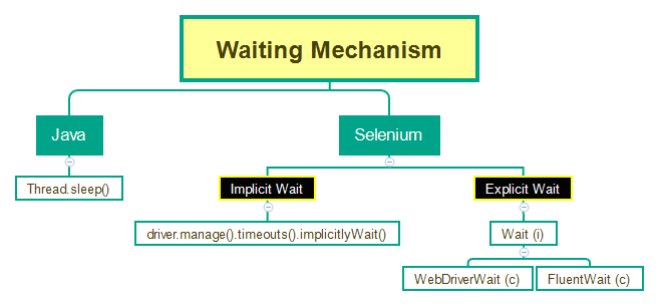 Waiting Mechanism
Java
Selenium
Thread.sleep()
Implicit Wait
Explicit Wait
driver.manage().timeouts().implicitlyWait()
Wait (i)
WebDriverWait (c)
FluentWait (c)